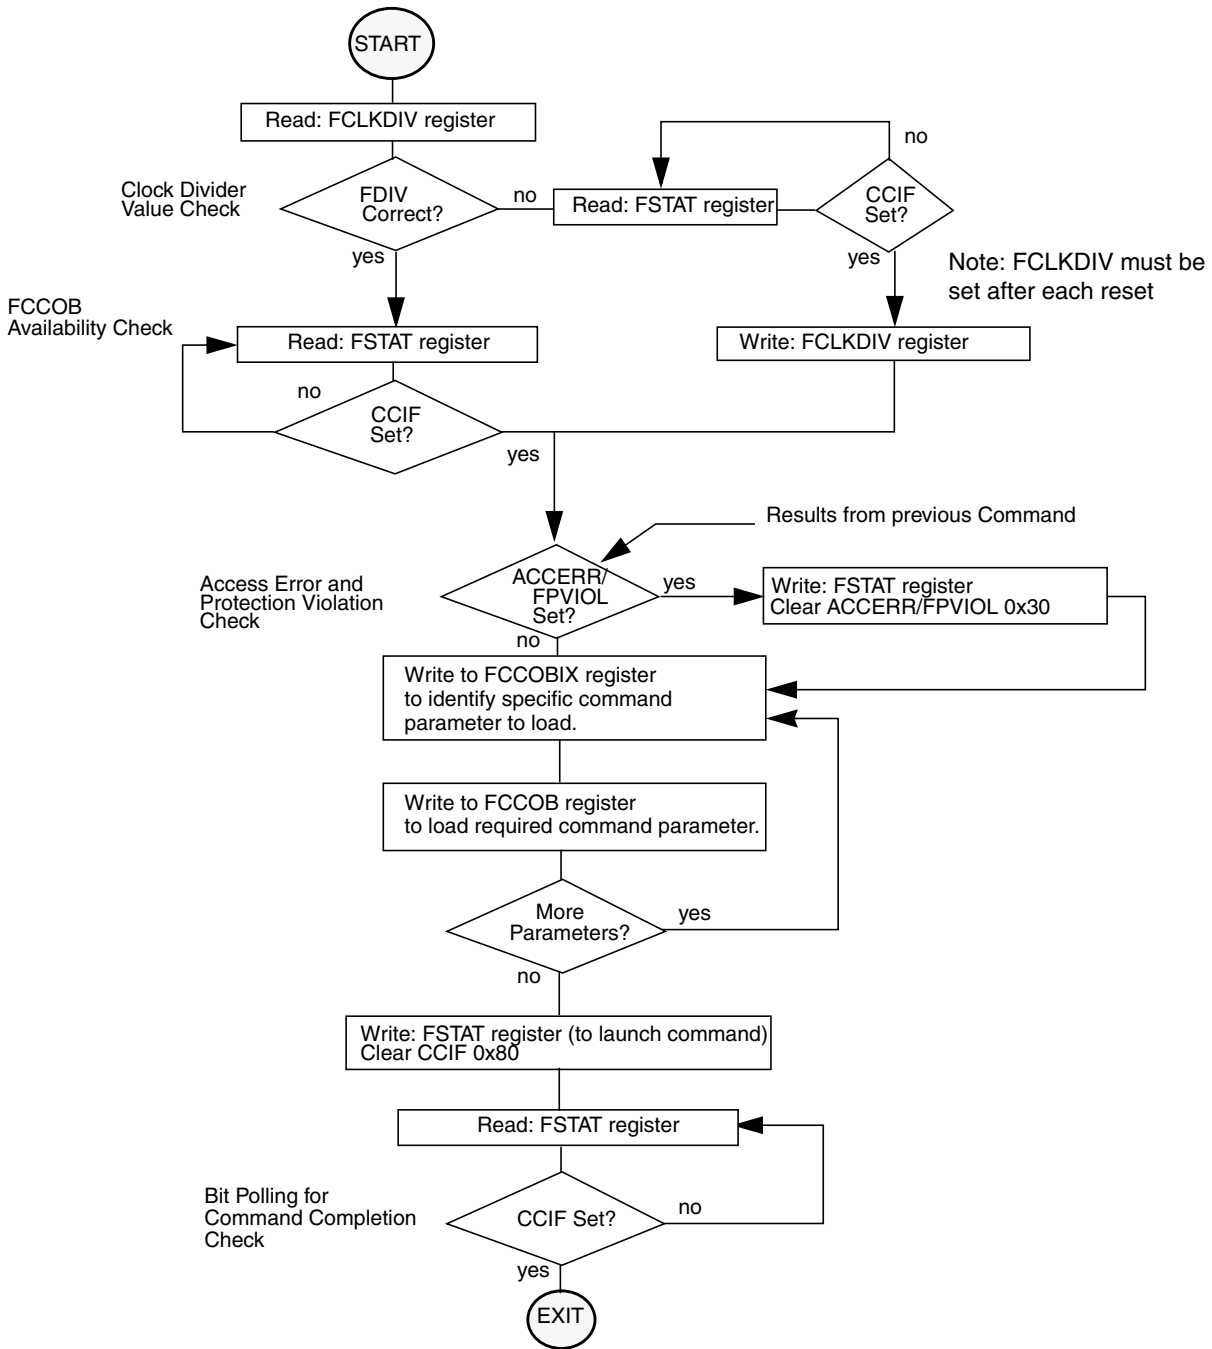 START
Read: FCLKDIV register
no
Clock Divider
Value Check
FDIV
Correct?
no
Read: FSTAT register
CCIF
Set?
yes
yes
Note: FCLKDIV must be
set after each reset
FCCOB
Availability Check
Read: FSTAT register
Write: FCLKDIV register
no
CCIF
Set?
yes
Results from previous Command
Access Error and
Protection Violation
Check
ACCERR/
FPVIOL
Set?
yes
Write: FSTAT register
Clear ACCERR/FPVIOL 0x30
no
Write to FCCOBIX register
to identify specific command
parameter to load.
Write to FCCOB register
to load required command parameter.
More
Parameters?
yes
no
Write: FSTAT register (to launch command)
Clear CCIF 0x80
Read: FSTAT register
Bit Polling for
Command Completion
Check
CCIF Set?
no
yes
EXIT